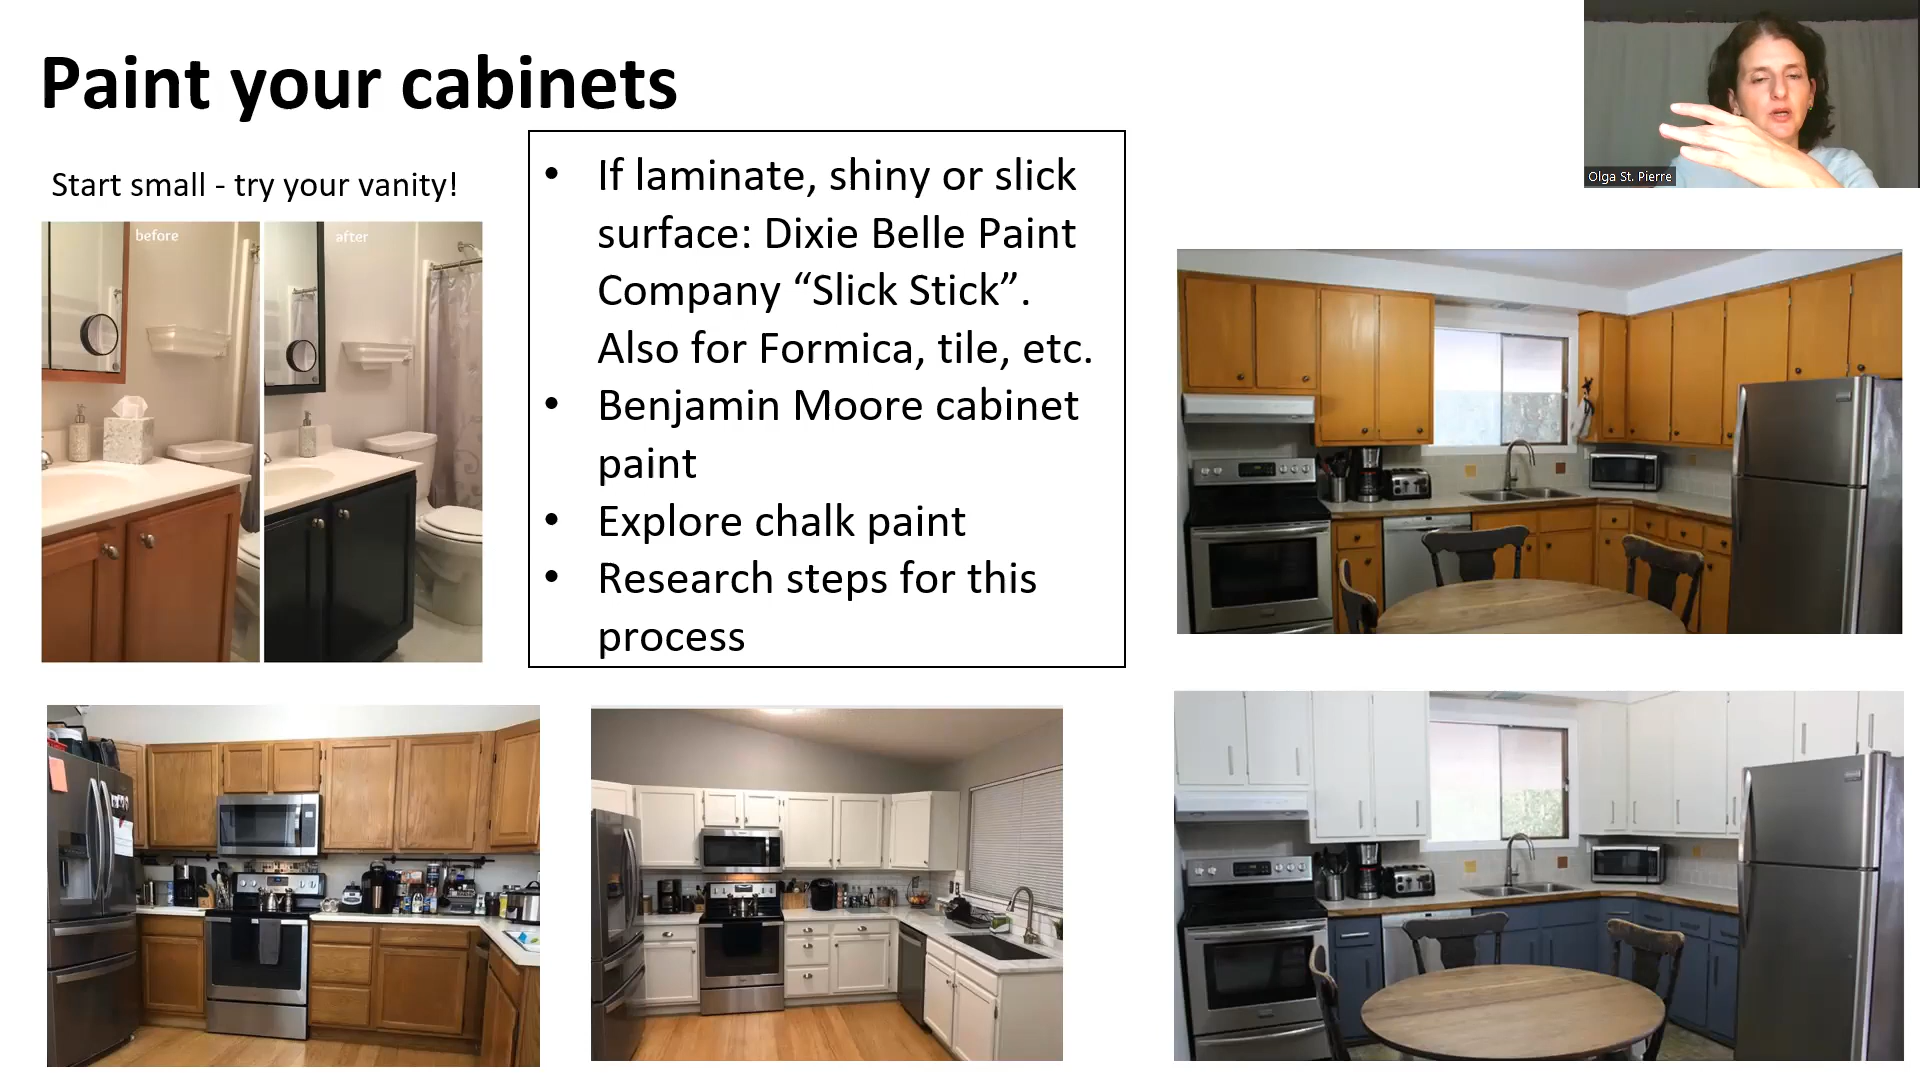 Paint your cabinets
Olga St. Pierre
Start small - try your vanity!
before
after
• If laminate, shiny or slick
surface: Dixie Belle Paint
Company “Slick Stick”.
Also for Formica, tile, etc.
• Benjamin Moore cabinet
paint
• Explore chalk paint
• Research steps for this
process